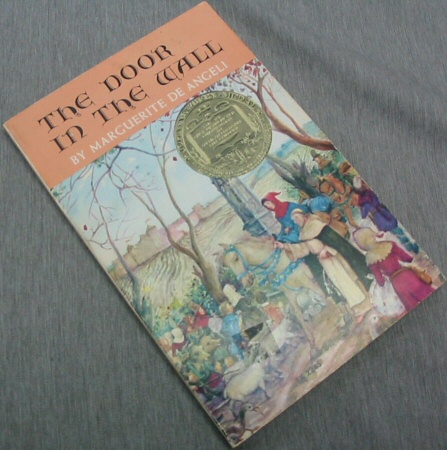 THE DOOR
IN THE WALL
BY MARGUERITE DE ANGELI